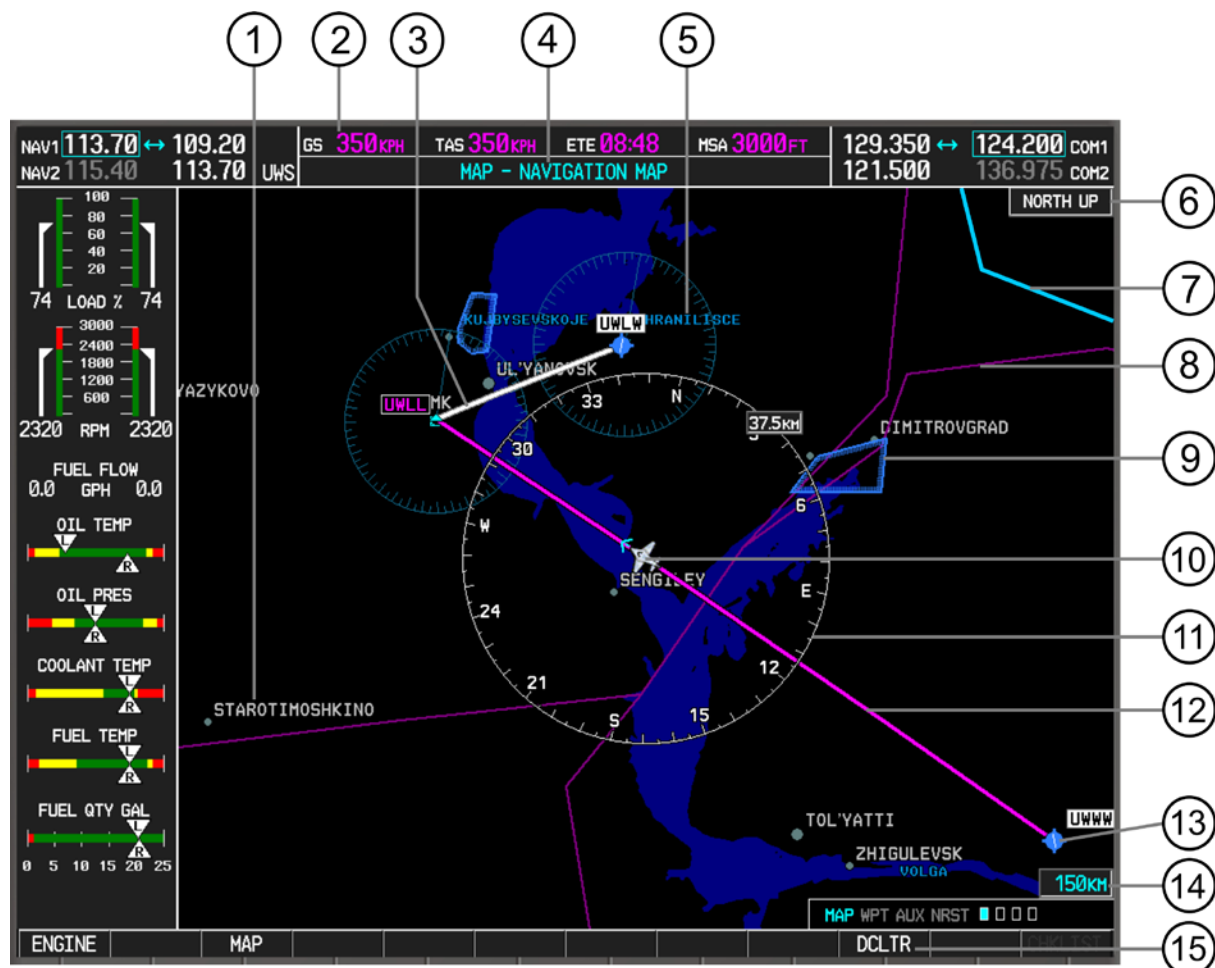 1 2 3 4 5
NAV1 113.70 ↔ 109.20 GS 350KPH TAS 350KPH ETE 08:48 MSA 3000FT 129.350 ↔ 124.200 COM1
NAV2 115.40 113.70 UWS MAP - NAVIGATION MAP 121.500 136.975 COM2
NORTH UP 6
100
80
60
40
20
74 LOAD % 74
3000
2400
1800
1200
600
2320 RPM 2320
FUEL FLOW
0.0 GPH 0.0
OIL TEMP
L
R
OIL PRES
L
R
COOLANT TEMP
L
R
FUEL TEMP
L
R
FUEL QTY GAL
L
R
0 5 10 15 20 25
7
KUJBYSEVSKOJE HRANILISCE
UWLW
8
UL'YANOVSK
YAZYKOVO
UWLL MK
33 N
37.5KM
3
DIMITROVGRAD
9
30
6
W
10
SENGILEY
E
24
11
12
21
STAROTIMOSHKINO
S 15
12
TOL'YATTI
UWWW
13
ZHIGULEVSK
VOLGA
150KM 14
MAP WPT AUX NRST
ENGINE MAP DCLTR CHKLIST 15